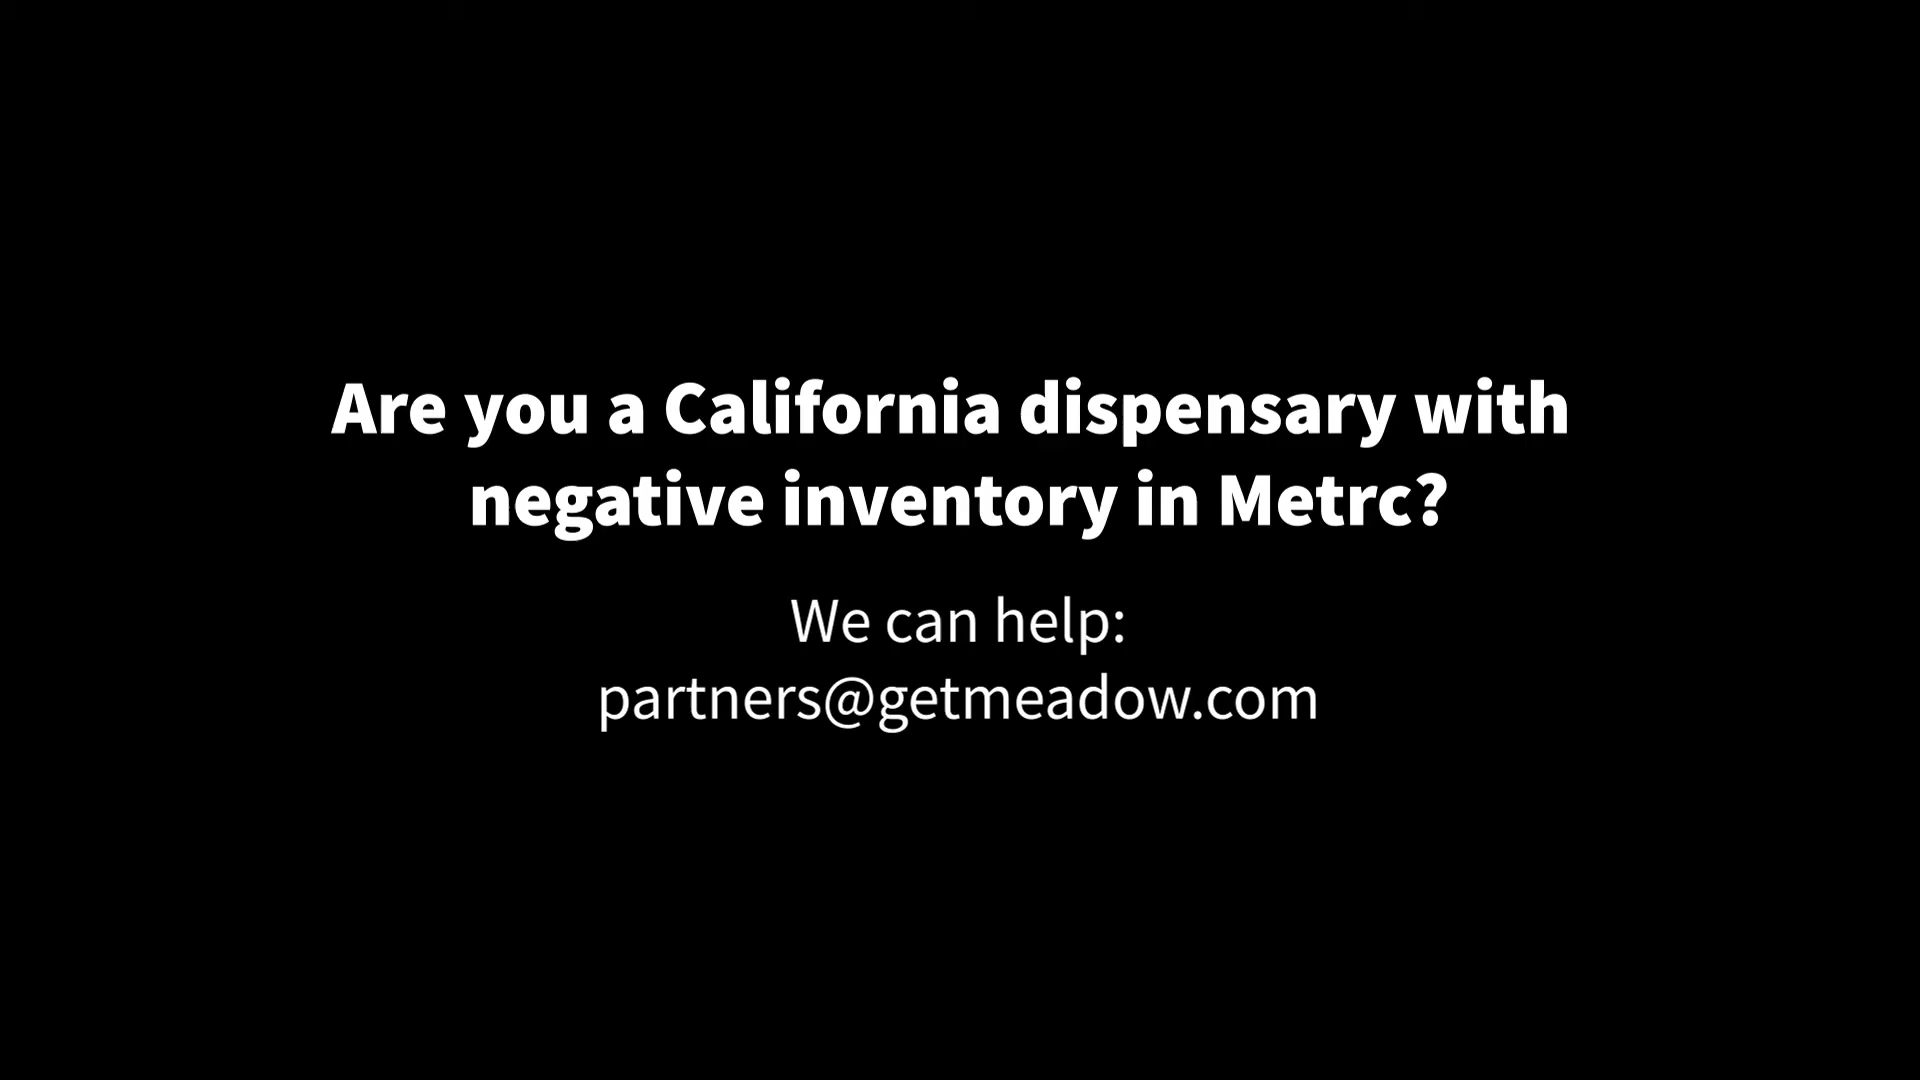 Are you a California dispensary with
negative inventory in Metrc?
We can help:
partners@getmeadow.com